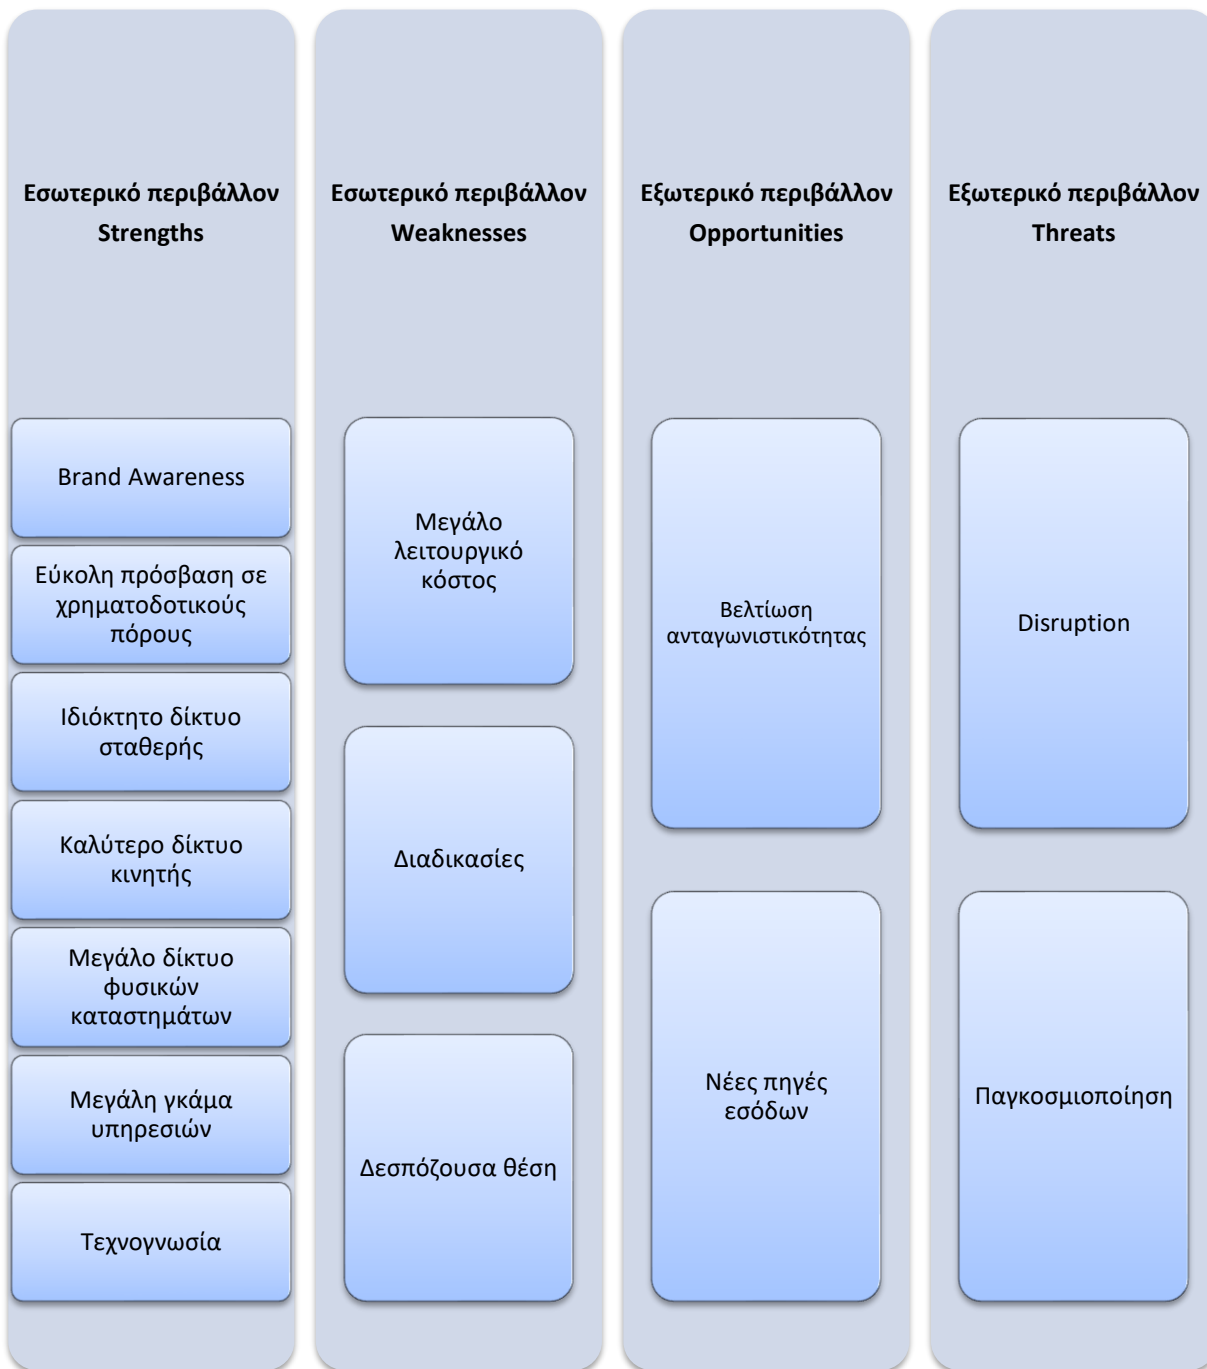 Εσωτερικό περιβάλλον
Strengths
Brand Awareness
Εύκολη πρόσβαση σε
χρηματοδοτικούς
πόρους
Ιδιόκτητο δίκτυο
σταθερής
Καλύτερο δίκτυο
κινητής
Μεγάλο δίκτυο
φυσικών
καταστημάτων
Μεγάλη γκάμα
υπηρεσιών
Τεχνογνωσία
Εσωτερικό περιβάλλον
Weaknesses
Μεγάλο
λειτουργικό
κόστος
Διαδικασίες
Δεσπόζουσα θέση
Εξωτερικό περιβάλλον
Opportunities
Βελτίωση
ανταγωνιστικότητας
Νέες πηγές
εσόδων
Εξωτερικό περιβάλλον
Threats
Disruption
Παγκοσμιοποίηση